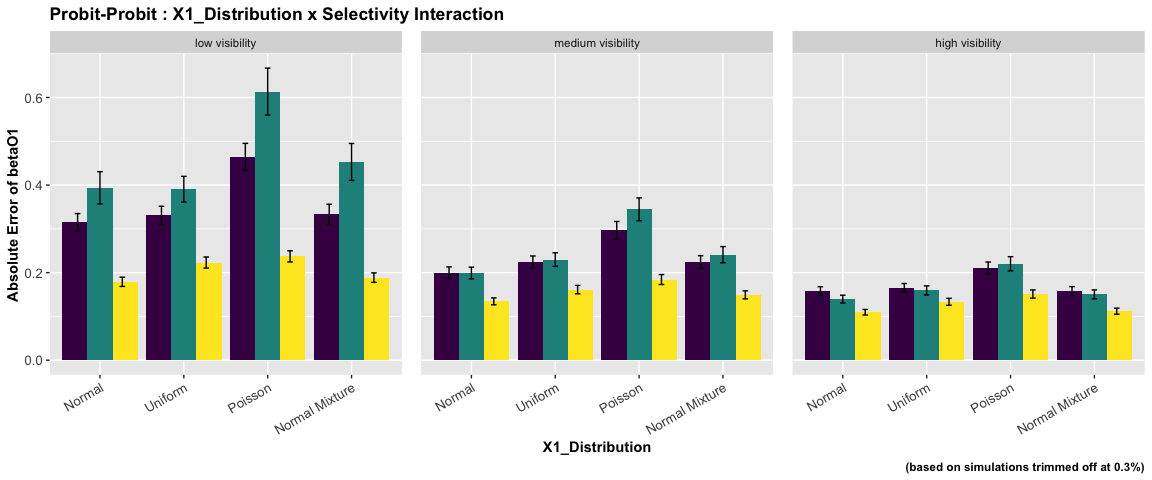 Probit-Probit : X1_Distribution x Selectivity Interaction
low visibility
medium visibility
high visibility
Absolute Error of betaO1
0.6
0.4
0.2
0.0
Normal
Uniform
Poisson
Normal Mixture
Normal
Uniform
Poisson
Normal Mixture
Normal
Uniform
Poisson
Normal Mixture
X1_Distribution
(based on simulations trimmed off at 0.3%)